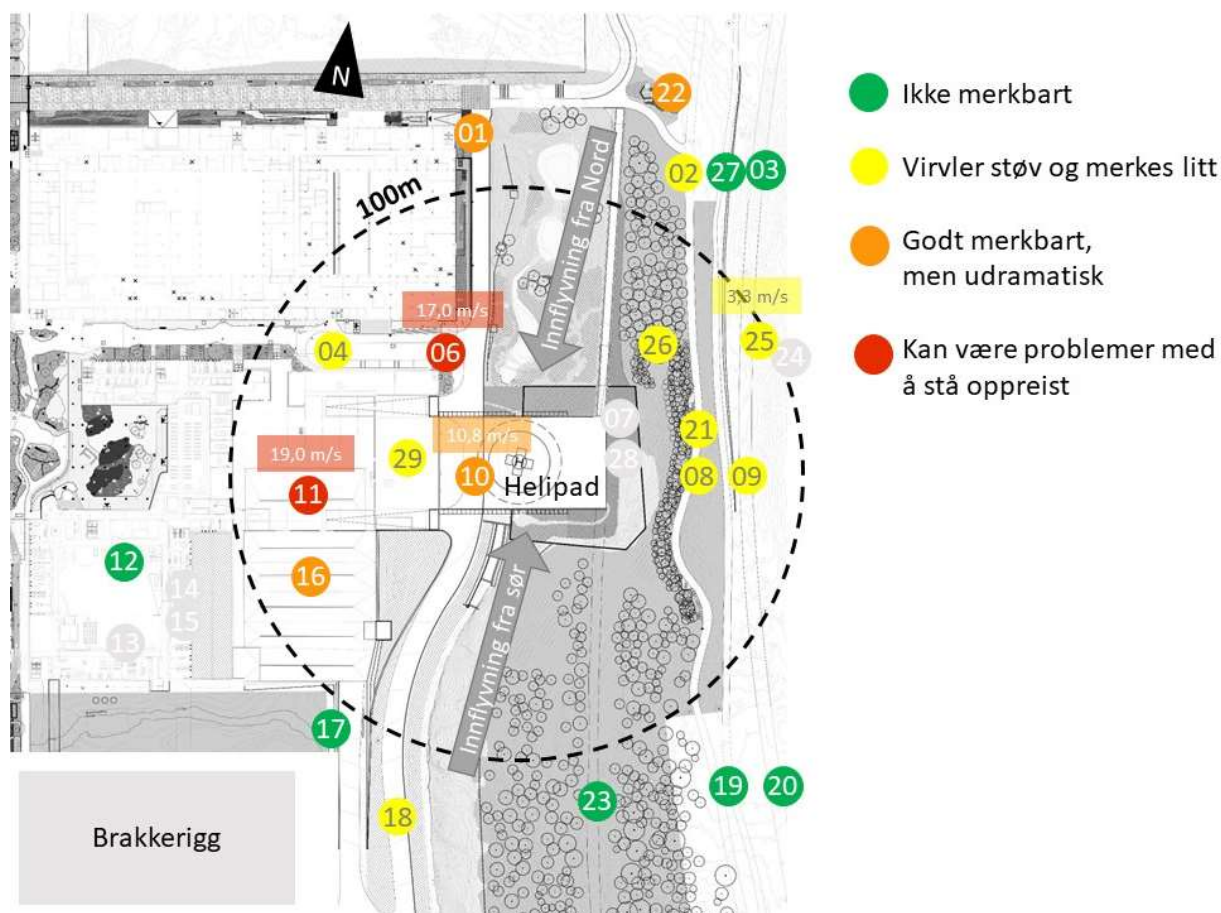 N
22
01
02
27
03
100m
Innflyvning fra Nord
3,3 m/s
17,0 m/s
04
06
26
25
24
07
21
10,8 m/s
19,0 m/s
29
28
10
Helipad
08
09
11
12
16
14
15
13
Innflyvning fra sør
17
19
20
23
18
Brakkerigg
Ikke merkbart
Virvler støv og merkes litt
Godt merkbart,
men udramatisk
Kan være problemer med
å stå oppreist